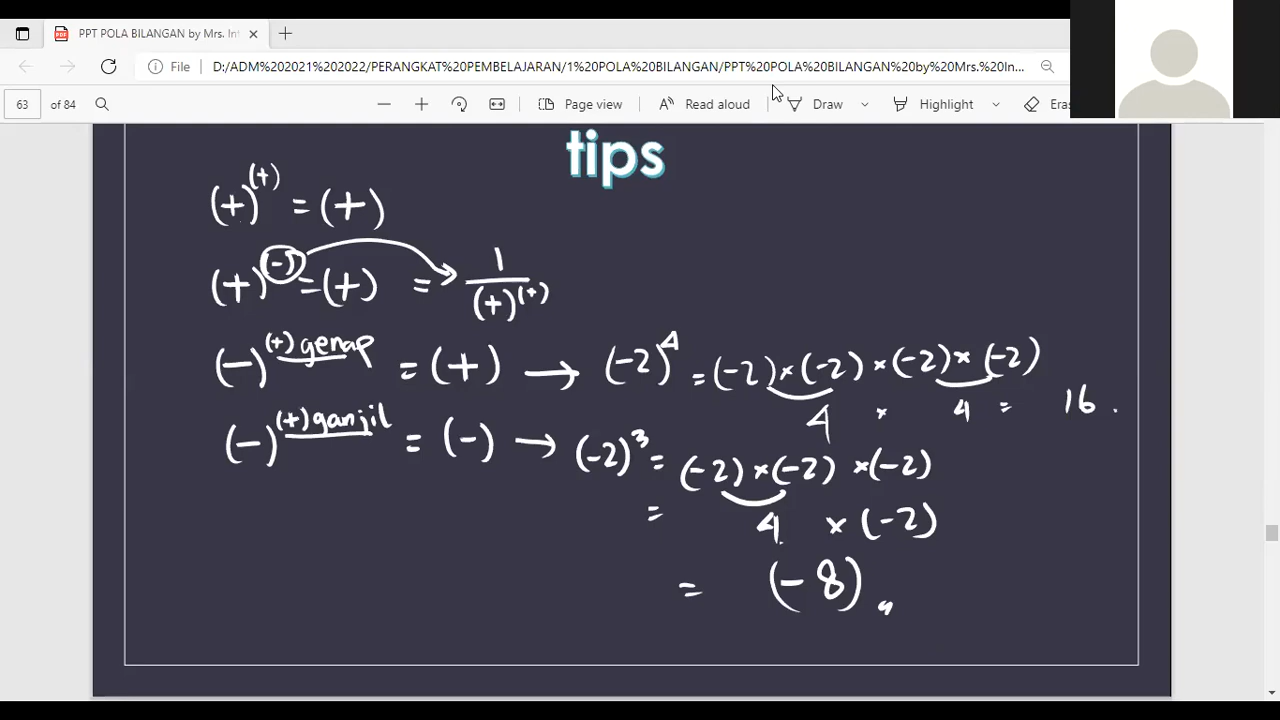 PPT POLA BILANGAN by Mrs. In
File D:/ADM%202021%202022/PERANGKAT%20PEMBELAJARAN/1%20POLA%20BILANGAN/PPT%20POLA%20BILANGAN%20by%20Mrs.%20In...
63 of 84 Page view Read aloud Draw Highlight Eras
tips
(+)^(+) = (+)
(+)^(-) = (+) = 1/(+)^(+)
(-)^(+) genap = (+) → (-2)^4 = (-2) × (-2) × (-2) × (-2)
4 × 4 = 16 .
(-)^(+) ganjil = (-) → (-2)^3 = (-2) × (-2) × (-2)
= 4 × (-2)
= (-8)